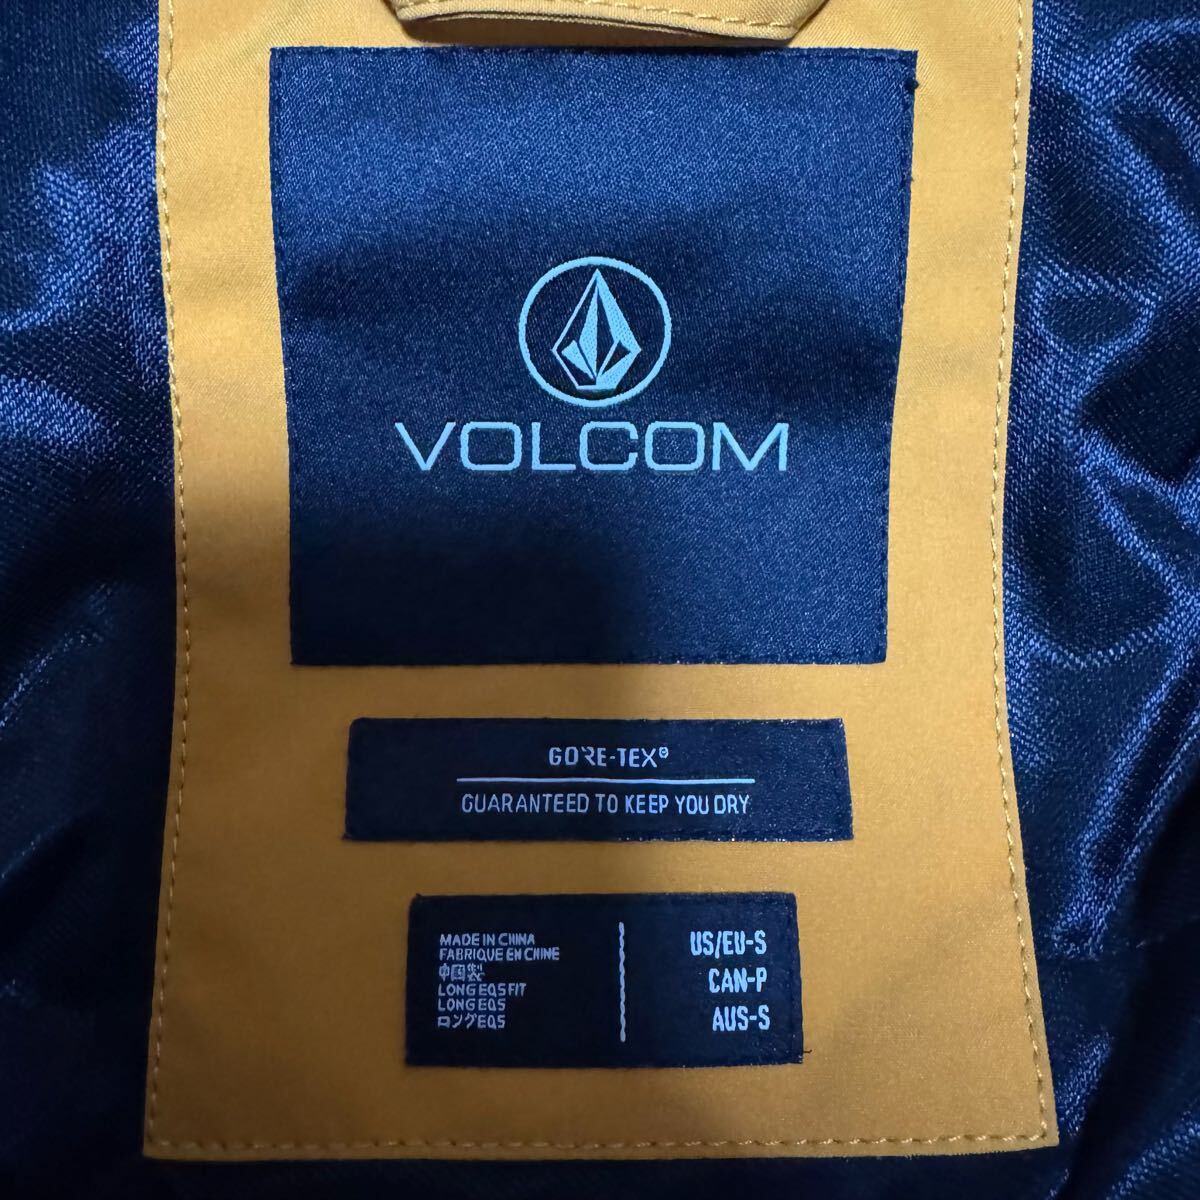 VOLCOM
GORE-TEX®
GUARANTEED TO KEEP YOU DRY
MADE IN CHINA
FABRIQUE EN CHINE
中国製
LONG EQS FIT
LONG EQS
ロングEQS
US/EU-S
CAN-P
AUS-S